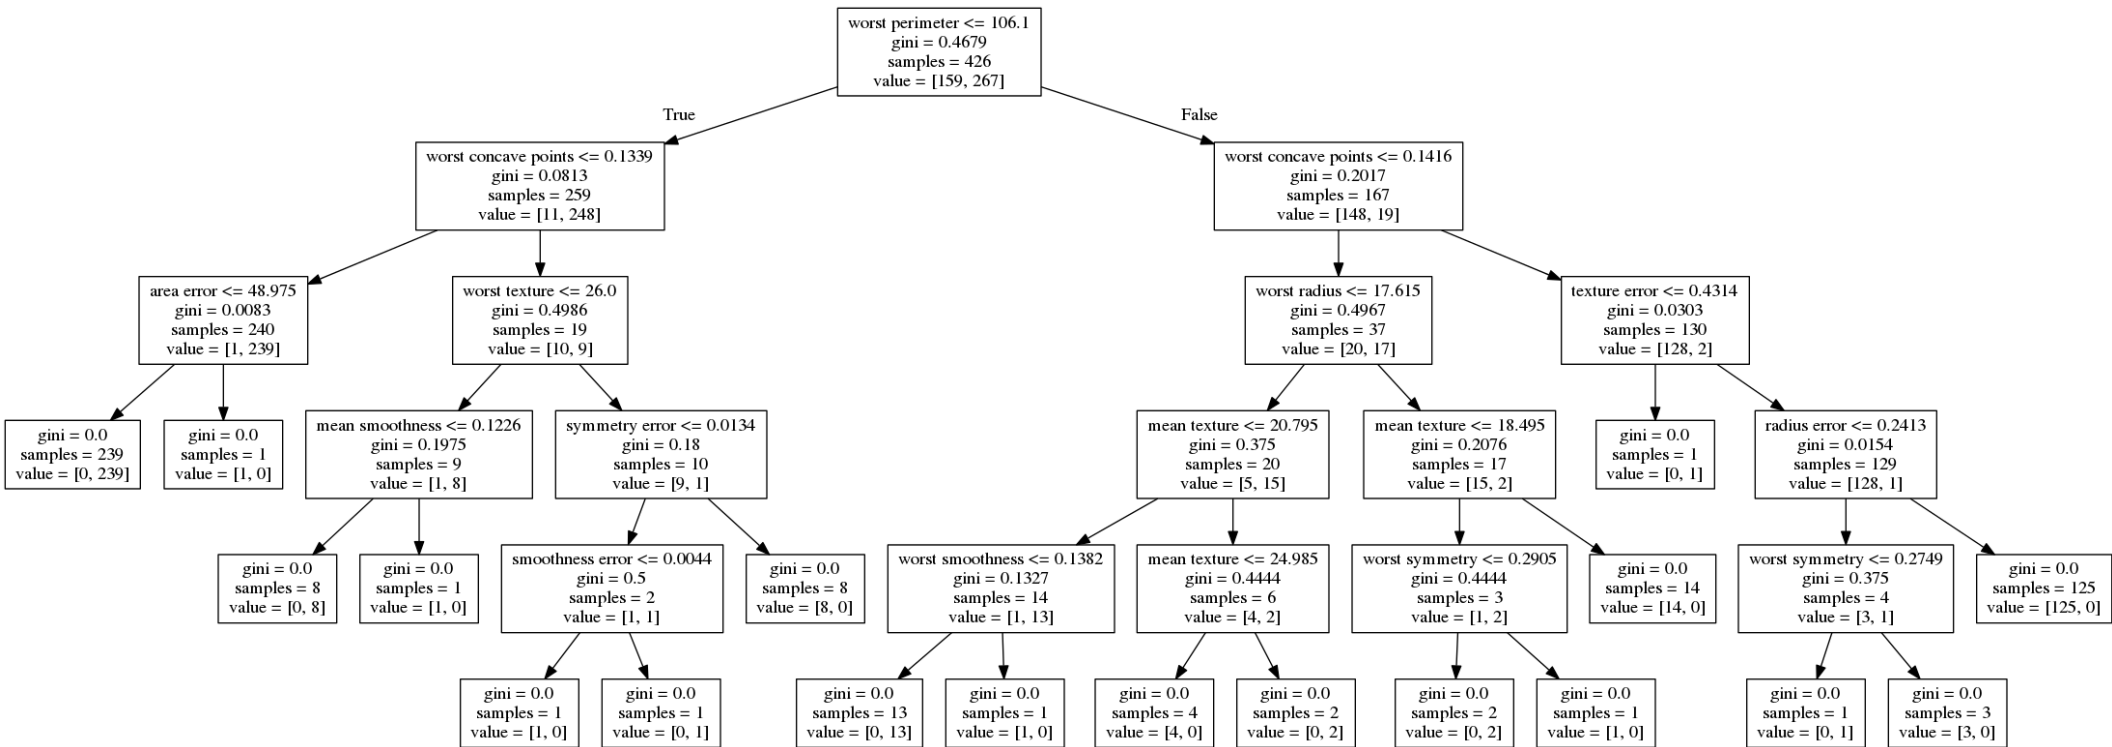 worst perimeter <= 106.1
gini = 0.4679
samples = 426
value = [159, 267]
True
False
worst concave points <= 0.1339
gini = 0.0813
samples = 259
value = [11, 248]
worst concave points <= 0.1416
gini = 0.2017
samples = 167
value = [148, 19]
area error <= 48.975
gini = 0.0083
samples = 240
value = [1, 239]
worst texture <= 26.0
gini = 0.4986
samples = 19
value = [10, 9]
worst radius <= 17.615
gini = 0.4967
samples = 37
value = [20, 17]
texture error <= 0.4314
gini = 0.0303
samples = 130
value = [128, 2]
gini = 0.0
samples = 239
value = [0, 239]
gini = 0.0
samples = 1
value = [1, 0]
mean smoothness <= 0.1226
gini = 0.1975
samples = 9
value = [1, 8]
symmetry error <= 0.0134
gini = 0.18
samples = 10
value = [9, 1]
mean texture <= 20.795
gini = 0.375
samples = 20
value = [5, 15]
mean texture <= 18.495
gini = 0.2076
samples = 17
value = [15, 2]
gini = 0.0
samples = 1
value = [0, 1]
radius error <= 0.2413
gini = 0.0154
samples = 129
value = [128, 1]
gini = 0.0
samples = 8
value = [0, 8]
gini = 0.0
samples = 1
value = [1, 0]
smoothness error <= 0.0044
gini = 0.5
samples = 2
value = [1, 1]
gini = 0.0
samples = 8
value = [8, 0]
worst smoothness <= 0.1382
gini = 0.1327
samples = 14
value = [1, 13]
mean texture <= 24.985
gini = 0.4444
samples = 6
value = [4, 2]
worst symmetry <= 0.2905
gini = 0.4444
samples = 3
value = [1, 2]
gini = 0.0
samples = 14
value = [14, 0]
worst symmetry <= 0.2749
gini = 0.375
samples = 4
value = [3, 1]
gini = 0.0
samples = 125
value = [125, 0]
gini = 0.0
samples = 1
value = [1, 0]
gini = 0.0
samples = 1
value = [0, 1]
gini = 0.0
samples = 13
value = [0, 13]
gini = 0.0
samples = 1
value = [1, 0]
gini = 0.0
samples = 4
value = [4, 0]
gini = 0.0
samples = 2
value = [0, 2]
gini = 0.0
samples = 2
value = [0, 2]
gini = 0.0
samples = 1
value = [1, 0]
gini = 0.0
samples = 1
value = [0, 1]
gini = 0.0
samples = 3
value = [3, 0]